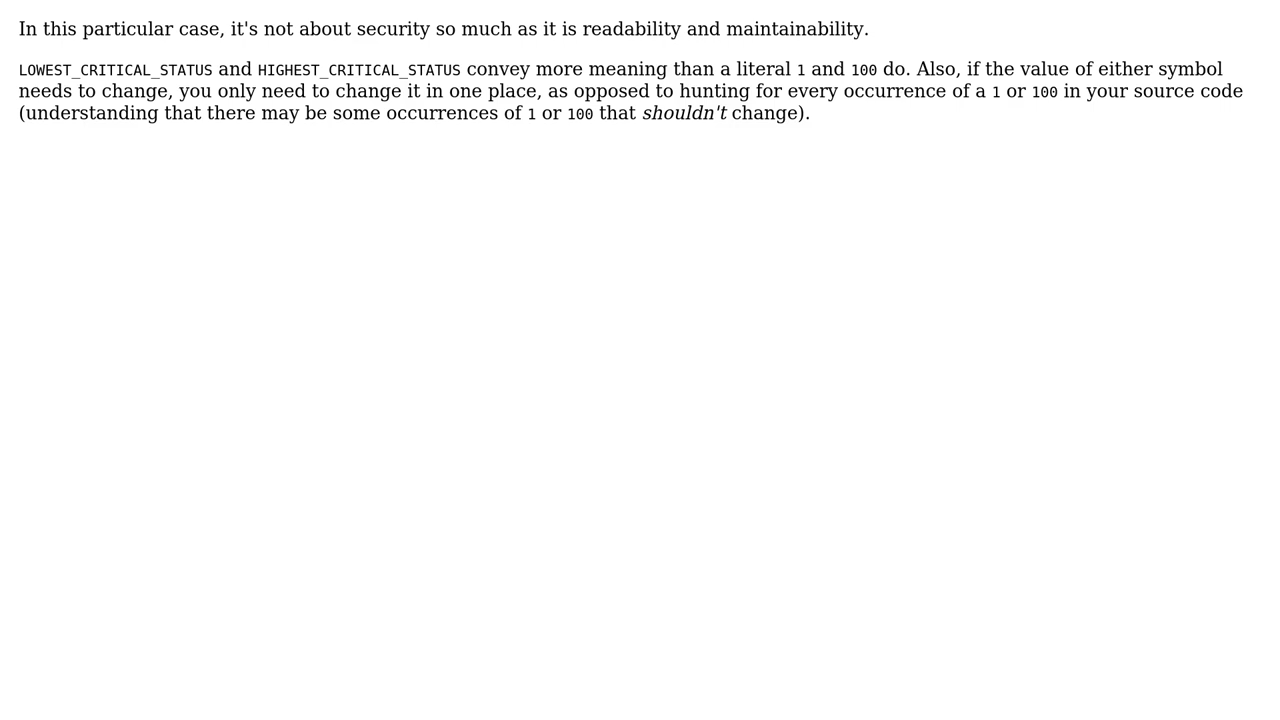 In this particular case, it's not about security so much as it is readability and maintainability.
LOWEST_CRITICAL_STATUS and HIGHEST_CRITICAL_STATUS convey more meaning than a literal 1 and 100 do. Also, if the value of either symbol
needs to change, you only need to change it in one place, as opposed to hunting for every occurrence of a 1 or 100 in your source code
(understanding that there may be some occurrences of 1 or 100 that shouldn't change).